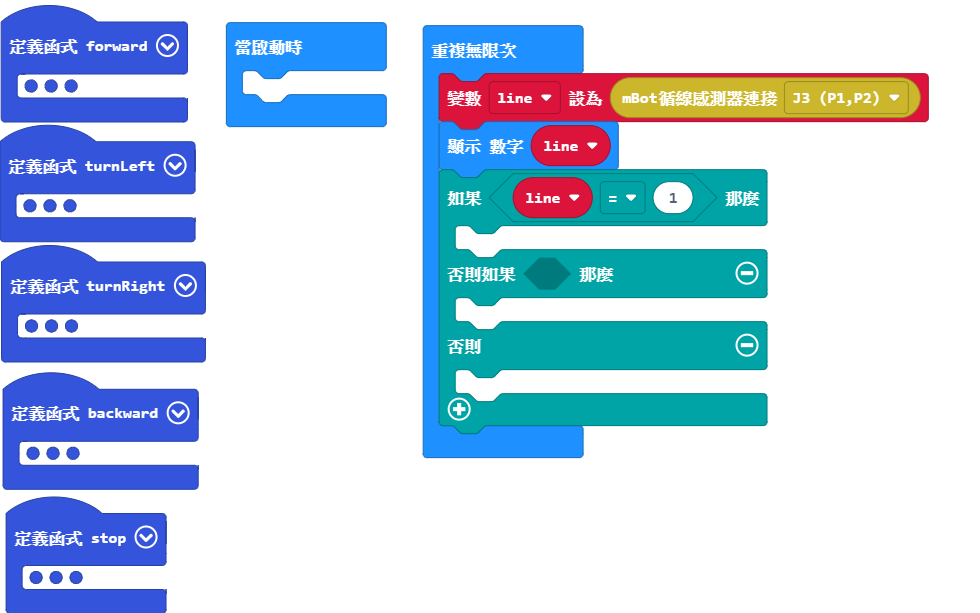 定義函式 forward
定義函式 turnLeft
定義函式 turnRight
定義函式 backward
定義函式 stop
當啟動時
重複無限次
變數 line 設為 mBot循線感測器連接 J3 (P1,P2)
顯示 數字 line
如果 line = 1 那麼
否則如果 那麼
否則